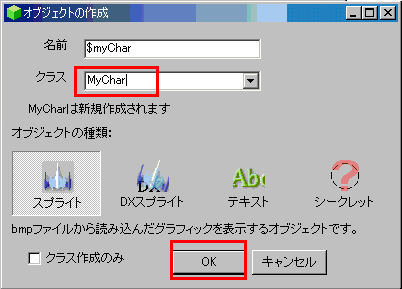 オブジェクトの作成
名前 $myChar
クラス MyChar
MyCharは新規作成されます
オブジェクトの種類:
スプライト DXスプライト テキスト シークレット
bmpファイルから読み込んだグラフィックを表示するオブジェクトです。
クラス作成のみ OK キャンセル